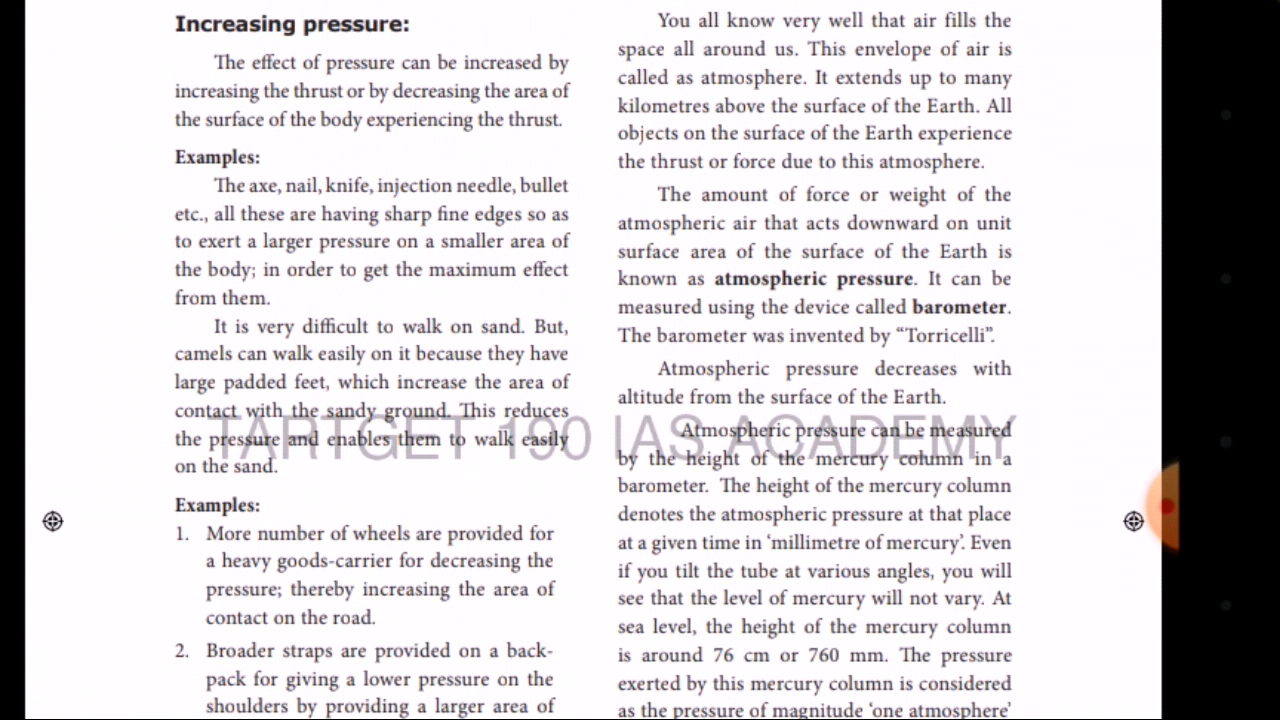 Increasing pressure:
The effect of pressure can be increased by
increasing the thrust or by decreasing the area of
the surface of the body experiencing the thrust.
Examples:
The axe, nail, knife, injection needle, bullet
etc., all these are having sharp fine edges so as
to exert a larger pressure on a smaller area of
the body; in order to get the maximum effect
from them.
It is very difficult to walk on sand. But,
camels can walk easily on it because they have
large padded feet, which increase the area of
contact with the sandy ground. This reduces
the pressure and enables them to walk easily
on the sand.
Examples:
1. More number of wheels are provided for
a heavy goods-carrier for decreasing the
pressure; thereby increasing the area of
contact on the road.
2. Broader straps are provided on a back-
pack for giving a lower pressure on the
shoulders by providing a larger area of
You all know very well that air fills the
space all around us. This envelope of air is
called as atmosphere. It extends up to many
kilometres above the surface of the Earth. All
objects on the surface of the Earth experience
the thrust or force due to this atmosphere.
The amount of force or weight of the
atmospheric air that acts downward on unit
surface area of the surface of the Earth is
known as atmospheric pressure. It can be
measured using the device called barometer.
The barometer was invented by “Torricelli”.
Atmospheric pressure decreases with
altitude from the surface of the Earth.
Atmospheric pressure can be measured
by the height of the mercury column in a
barometer. The height of the mercury column
denotes the atmospheric pressure at that place
at a given time in ‘millimetre of mercury’. Even
if you tilt the tube at various angles, you will
see that the level of mercury will not vary. At
sea level, the height of the mercury column
is around 76 cm or 760 mm. The pressure
exerted by this mercury column is considered
as the pressure of magnitude ‘one atmosphere’
TARTGET 190 IAS ACADEMY